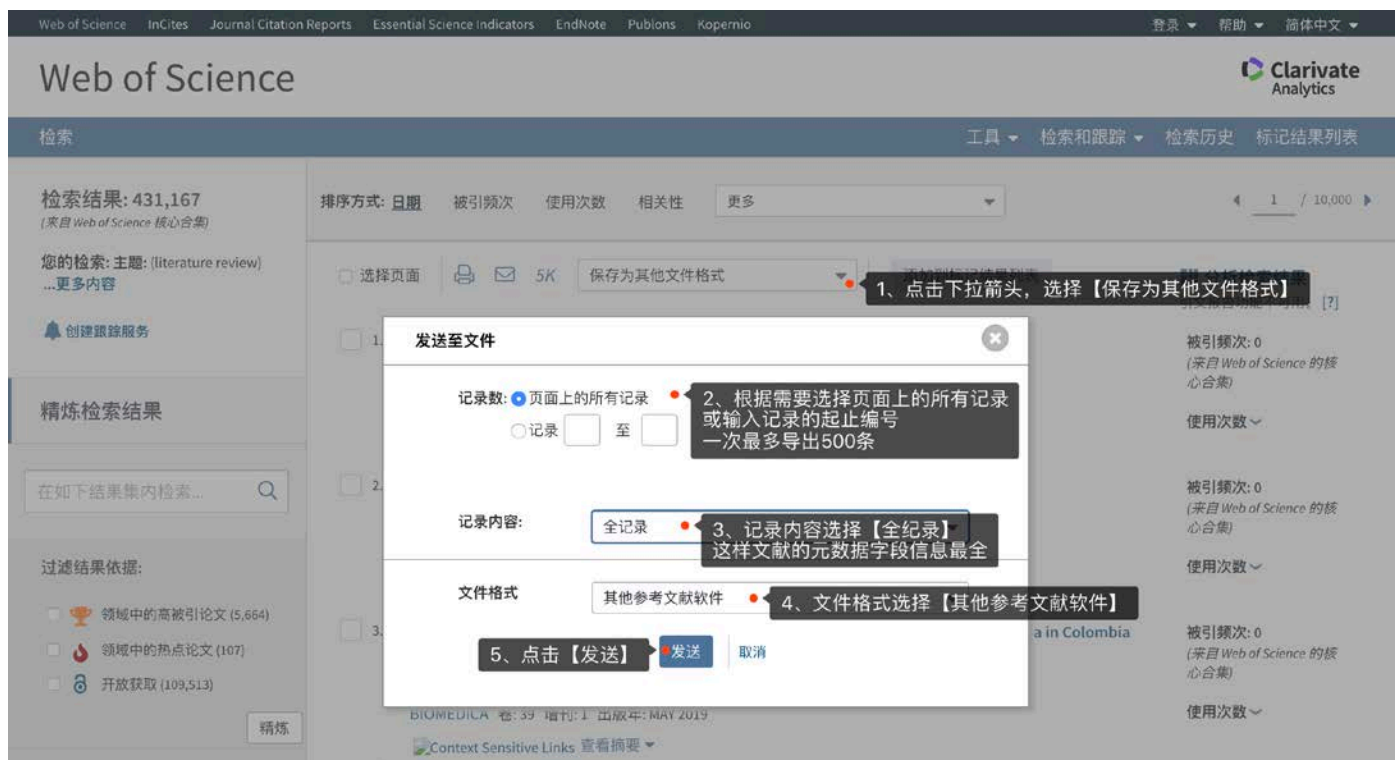 Web of Science InCites Journal Citation Reports Essential Science Indicators EndNote Publons Kopernio 登录 帮助 简体中文
Web of Science
Clarivate
Analytics
检索 工具 检索和跟踪 检索历史 标记结果列表
检索结果: 431,167
(来自 Web of Science 核心合集)
排序方式: 日期 被引频次 使用次数 相关性 更多
1 / 10,000
您的检索: 主题: (literature review)
...更多内容
选择页面 5K 保存为其他文件格式
1、点击下拉箭头，选择【保存为其他文件格式】
[?]
创建跟踪服务
1.
发送至文件
被引频次: 0
(来自 Web of Science 的核
心合集)
使用次数
精炼检索结果
记录数: 页面上的所有记录
记录 至
2、根据需要选择页面上的所有记录
或输入记录的起止编号
一次最多导出500条
在如下结果集内检索...
2.
被引频次: 0
(来自 Web of Science 的核
心合集)
使用次数
记录内容: 全记录
3、记录内容选择【全纪录】
这样文献的元数据字段信息最全
过滤结果依据:
文件格式 其他参考文献软件
4、文件格式选择【其他参考文献软件】
领域中的高被引论文 (5,664)
领域中的热点论文 (107)
开放获取 (109,513)
精炼
3.
a in Colombia
5、点击【发送】
发送 取消
被引频次: 0
(来自 Web of Science 的核
心合集)
使用次数
BIOMEDICA 卷: 39 增刊: 1 出版年: MAY 2019
Context Sensitive Links 查看摘要